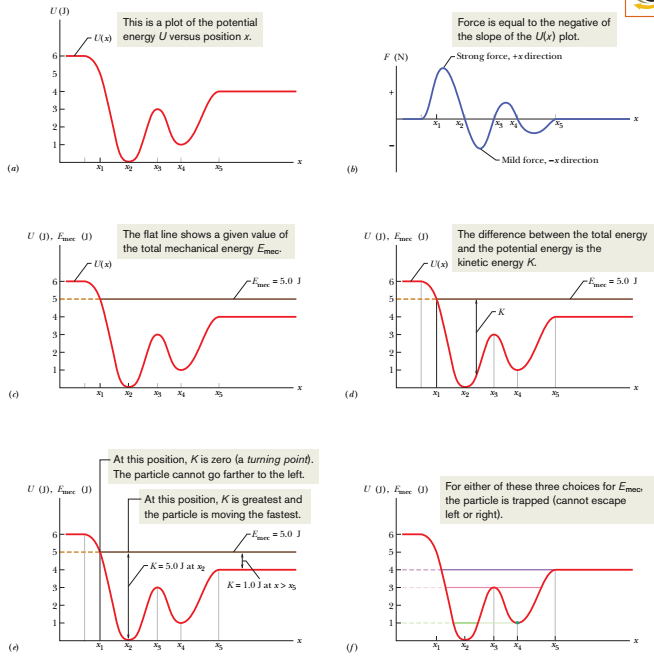 U (J)
This is a plot of the potential
energy U versus position x.
U(x)
6
5
4
3
2
1
x1
x2
x3
x4
x5
x
(a)
Force is equal to the negative of
the slope of the U(x) plot.
F (N)
Strong force, +x direction
+
x1
x2
x3
x4
x5
x
–
Mild force, –x direction
(b)
U (J), Emec (J)
The flat line shows a given value of
the total mechanical energy Emec.
U(x)
Emec = 5.0 J
6
5
4
3
2
1
x1
x2
x3
x4
x5
x
(c)
U (J), Emec (J)
The difference between the total energy
and the potential energy is the
kinetic energy K.
U(x)
Emec = 5.0 J
6
5
4
3
2
1
K
x1
x2
x3
x4
x5
x
(d)
At this position, K is zero (a turning point).
The particle cannot go farther to the left.
U (J), Emec (J)
At this position, K is greatest and
the particle is moving the fastest.
Emec = 5.0 J
6
5
4
3
2
1
K = 5.0 J at x2
K = 1.0 J at x > x5
x1
x2
x3
x4
x5
x
(e)
U (J), Emec (J)
For either of these three choices for Emec,
the particle is trapped (cannot escape
left or right).
6
5
4
3
2
1
x1
x2
x3
x4
x5
x
(f)